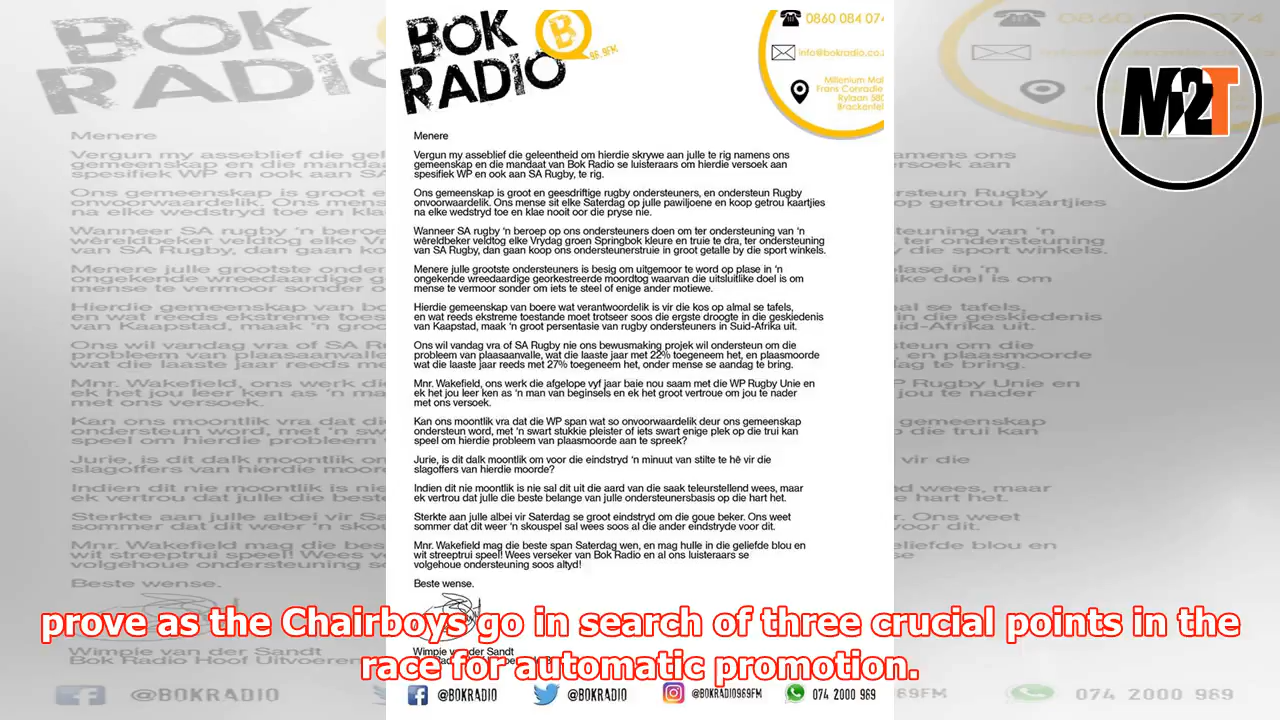 BOK
RADIO
B
96.9FM
0860 084 074
info@bokradio.co.z
Millenium Mal
Frans Conradie
Rylaan 580
Brackenfel
M2T
Menere
Vergun my asseblief die geleentheid om hierdie skrywe aan julle te rig namens ons
gemeenskap en die mandaat van Bok Radio se luisteraars om hierdie versoek aan
spesifiek WP en ook aan SA Rugby, te rig.
Ons gemeenskap is groot en geesdriftige rugby ondersteuners, en ondersteun Rugby
onvoorwaardelik. Ons mense sit elke Saterdag op julle pawiljoene en koop getrou kaartjies
na elke wedstryd toe en klae nooit oor die pryse nie.
Wanneer SA rugby 'n beroep op ons ondersteuners doen om ter ondersteuning van 'n
wêreldbeker veldtog elke Vrydag groen Springbok kleure en truie te dra, ter ondersteuning
van SA Rugby, dan gaan koop ons ondersteunerstruie in groot getalle by die sport winkels.
Menere julle grootste ondersteuners is besig om uitgemoor te word op plase in 'n
ongekende wreedaardige georkestreerde moordtog waarvan die uitsluitlike doel is om
mense te vermoor sonder om iets te steel of enige ander motiewe.
Hierdie gemeenskap van boere wat verantwoordelik is vir die kos op almal se tafels,
en wat reeds ekstreme toestande moet trotseer soos die ergste droogte in die geskiedenis
van Kaapstad, maak 'n groot persentasie van rugby ondersteuners in Suid-Afrika uit.
Ons wil vandag vra of SA Rugby nie ons bewusmaking projek wil ondersteun om die
probleem van plaasaanvalle, wat die laaste jaar met 22% toegeneem het, en plaasmoorde
wat die laaste jaar reeds met 27% toegeneem het, onder mense se aandag te bring.
Mnr. Wakefield, ons werk die afgelope vyf jaar baie nou saam met die WP Rugby Unie en
ek het jou leer ken as 'n man van beginsels en ek het groot vertroue om jou te nader
met ons versoek.
Kan ons moontlik vra dat die WP span wat so onvoorwaardelik deur ons gemeenskap
ondersteun word, met 'n swart stukkie pleister of iets swart enige plek op die trui kan
speel om hierdie probleem van plaasmoorde aan te spreek?
Jurie, is dit dalk moontlik om voor die eindstryd 'n minuut van stilte te hê vir die
slagoffers van hierdie moorde?
Indien dit nie moontlik is nie sal dit uit die aard van die saak teleurstellend wees, maar
ek vertrou dat julle die beste belange van julle ondersteunersbasis op die hart het.
Sterkte aan julle albei vir Saterdag se groot eindstryd om die goue beker. Ons weet
sommer dat dit weer 'n skouspel sal wees soos al die ander eindstryde voor dit.
Mnr. Wakefield mag die beste span Saterdag wen, en mag hulle in die geliefde blou en
wit streeptrui speel! Wees verseker van Bok Radio en al ons luisteraars se
volgehoue ondersteuning soos altyd!
Beste wense.
prove as the Chairboys go in search of three crucial points in the
race for automatic promotion.
Wimpie van der Sandt
@BOKRADIO @BOKRADIO @BOKRADIO969FM 074 2000 969